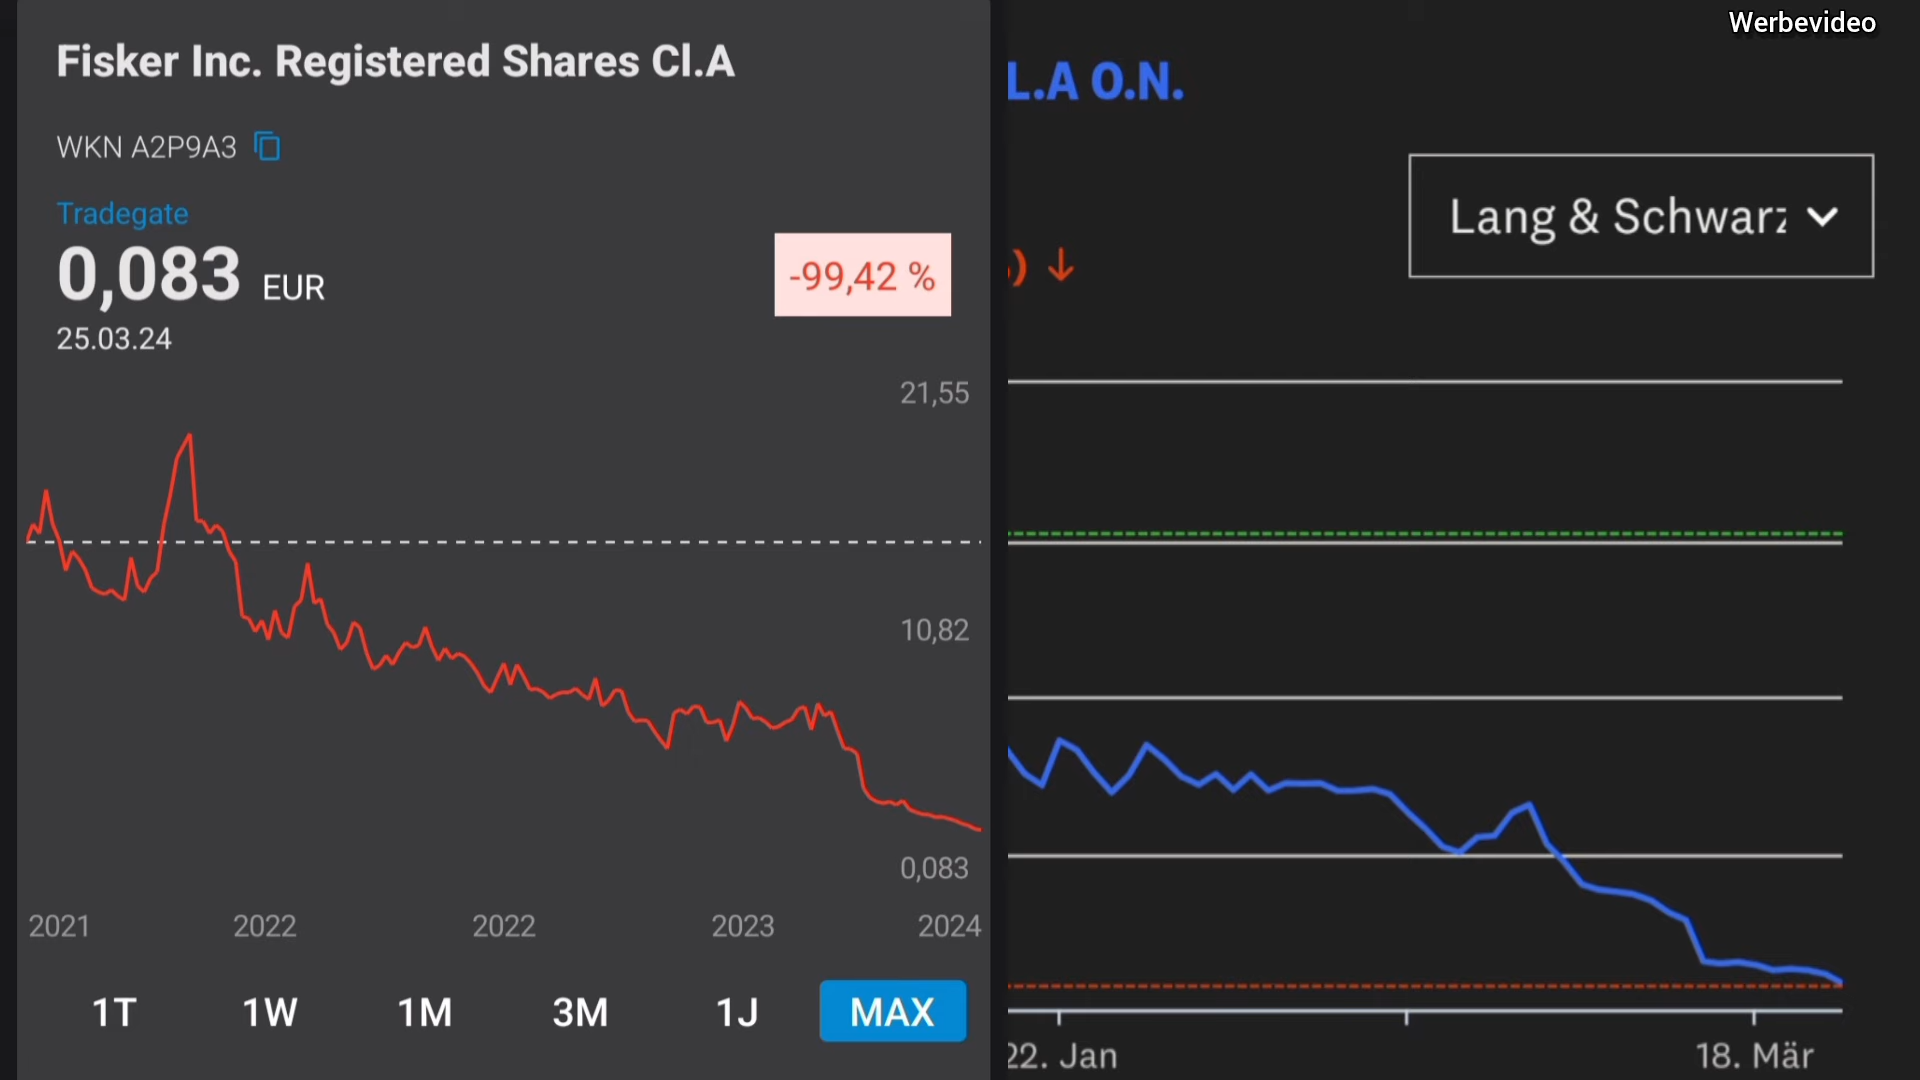 Werbevideo
Fisker Inc. Registered Shares Cl.A
WKN A2P9A3
Tradegate
0,083 EUR
-99,42 %
25.03.24
21,55
10,82
0,083
2021 2022 2022 2023 2024
1T 1W 1M 3M 1J MAX
L.A O.N.
) ↓
Lang & Schwarz
22. Jan 18. Mär